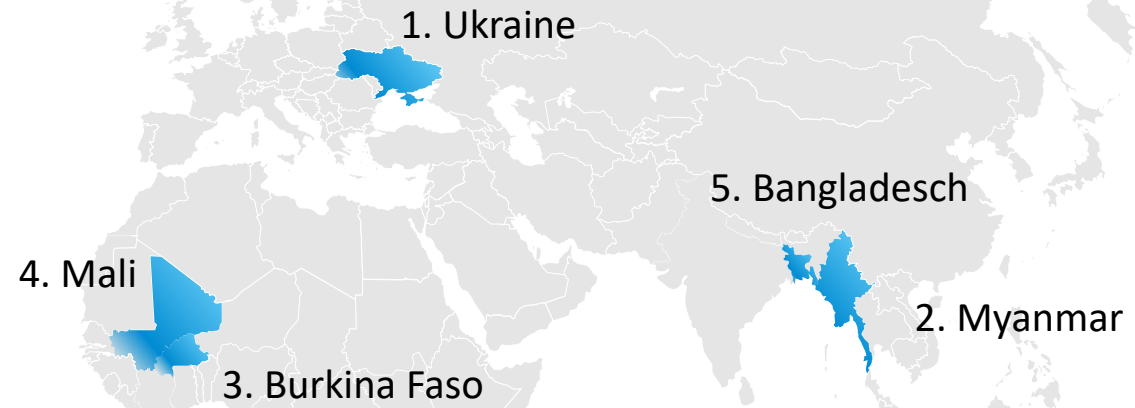 1. Ukraine
5. Bangladesch
4. Mali
2. Myanmar
3. Burkina Faso